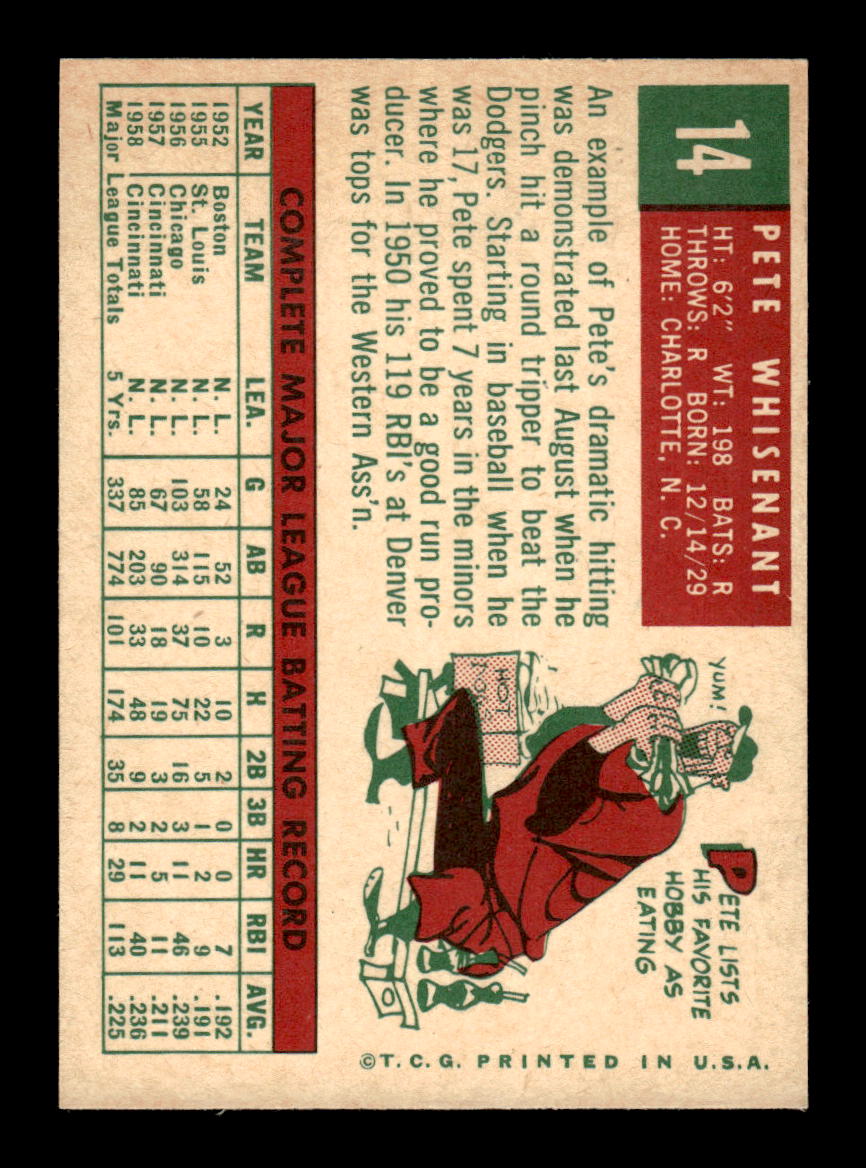 14
PETE WHISENANT
HT: 6'2" WT: 198 BATS: R
THROWS: R BORN: 12/14/29
HOME: CHARLOTTE, N. C.
An example of Pete's dramatic hitting
was demonstrated last August when he
pinch hit a round tripper to beat the
Dodgers. Starting in baseball when he
was 17, Pete spent 7 years in the minors
where he proved to be a good run pro-
ducer. In 1950 his 119 RBI's at Denver
was tops for the Western Ass'n.
YUM!
HOT
DOGS
PETE LISTS
HIS FAVORITE
HOBBY AS
EATING
COMPLETE MAJOR LEAGUE BATTING RECORD
YEAR TEAM LEA. G AB R H 2B 3B HR RBI AVG.
1952 Boston N. L. 24 52 3 10 2 0 0 7 .192
1955 St. Louis N. L. 58 115 10 22 5 1 2 9 .191
1956 Chicago N. L. 103 314 37 75 16 3 11 46 .239
1957 Cincinnati N. L. 67 90 18 19 3 2 5 11 .211
1958 Cincinnati N. L. 85 203 33 48 9 2 11 40 .236
Major League Totals 5 Yrs. 337 774 101 174 35 8 29 113 .225
©T. C. G. PRINTED IN U.S.A.